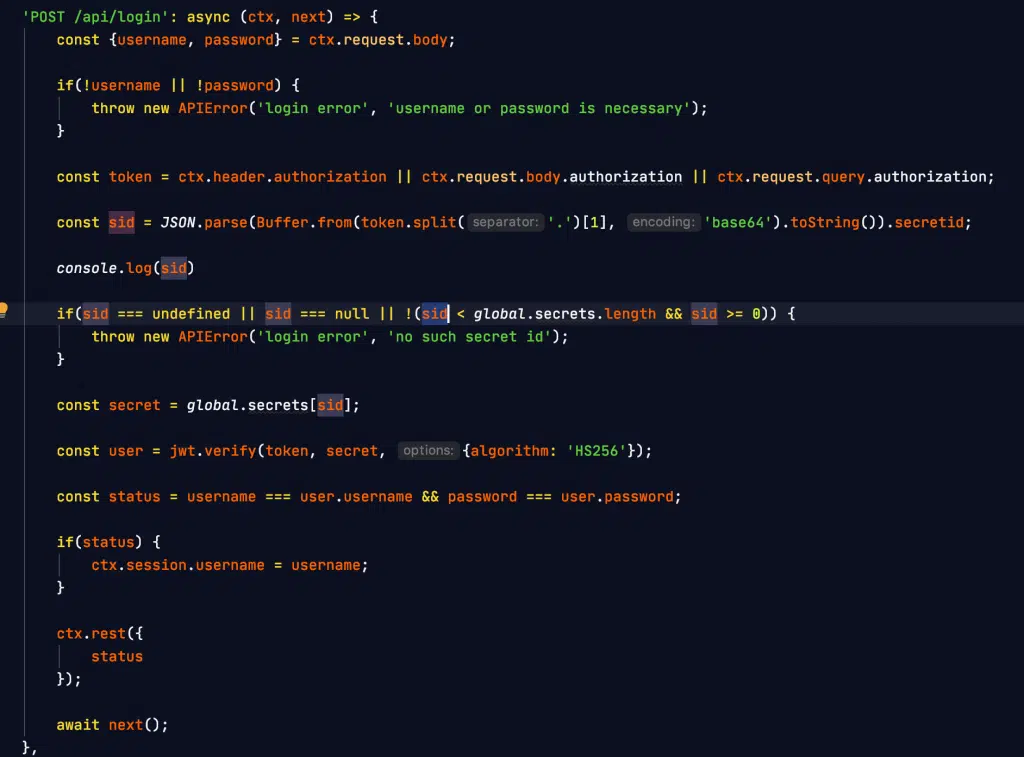 'POST /api/login': async (ctx, next) => {
const {username, password} = ctx.request.body;
if(!username || !password) {
throw new APIError('login error', 'username or password is necessary');
}
const token = ctx.header.authorization || ctx.request.body.authorization || ctx.request.query.authorization;
const sid = JSON.parse(Buffer.from(token.split( separator: '.')[1], encoding: 'base64').toString()).secretid;
console.log(sid)
if(sid === undefined || sid === null || !(sid < global.secrets.length && sid >= 0)) {
throw new APIError('login error', 'no such secret id');
}
const secret = global.secrets[sid];
const user = jwt.verify(token, secret, options: {algorithm: 'HS256'});
const status = username === user.username && password === user.password;
if(status) {
ctx.session.username = username;
}
ctx.rest({
status
});
await next();
},